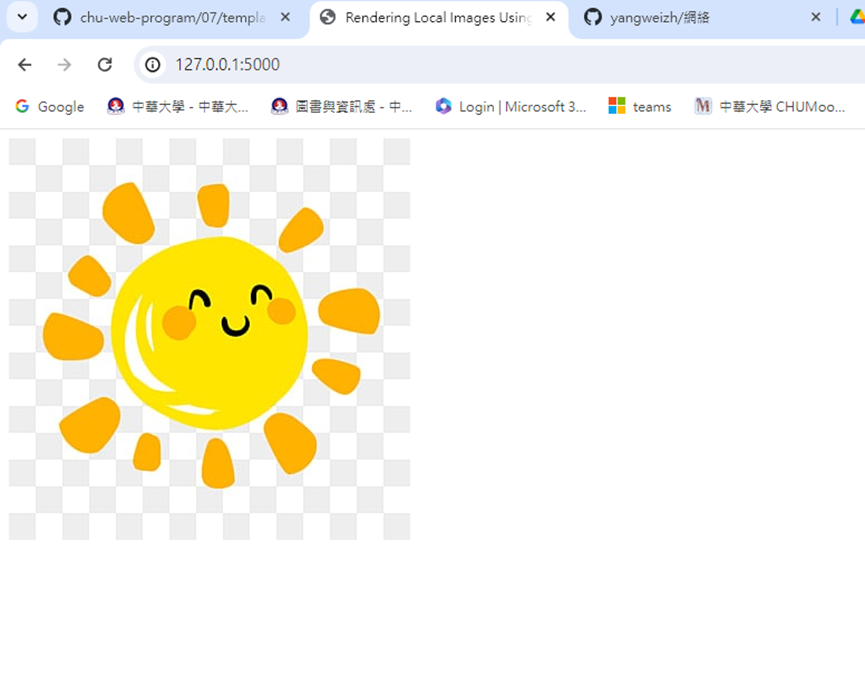 chu-web-program/07/templa
Rendering Local Images Using
yangweizh/網絡
127.0.0.1:5000
Google
中華大學 - 中華大...
圖書與資訊處 - 中...
Login | Microsoft 3...
teams
中華大學 CHUMoo...